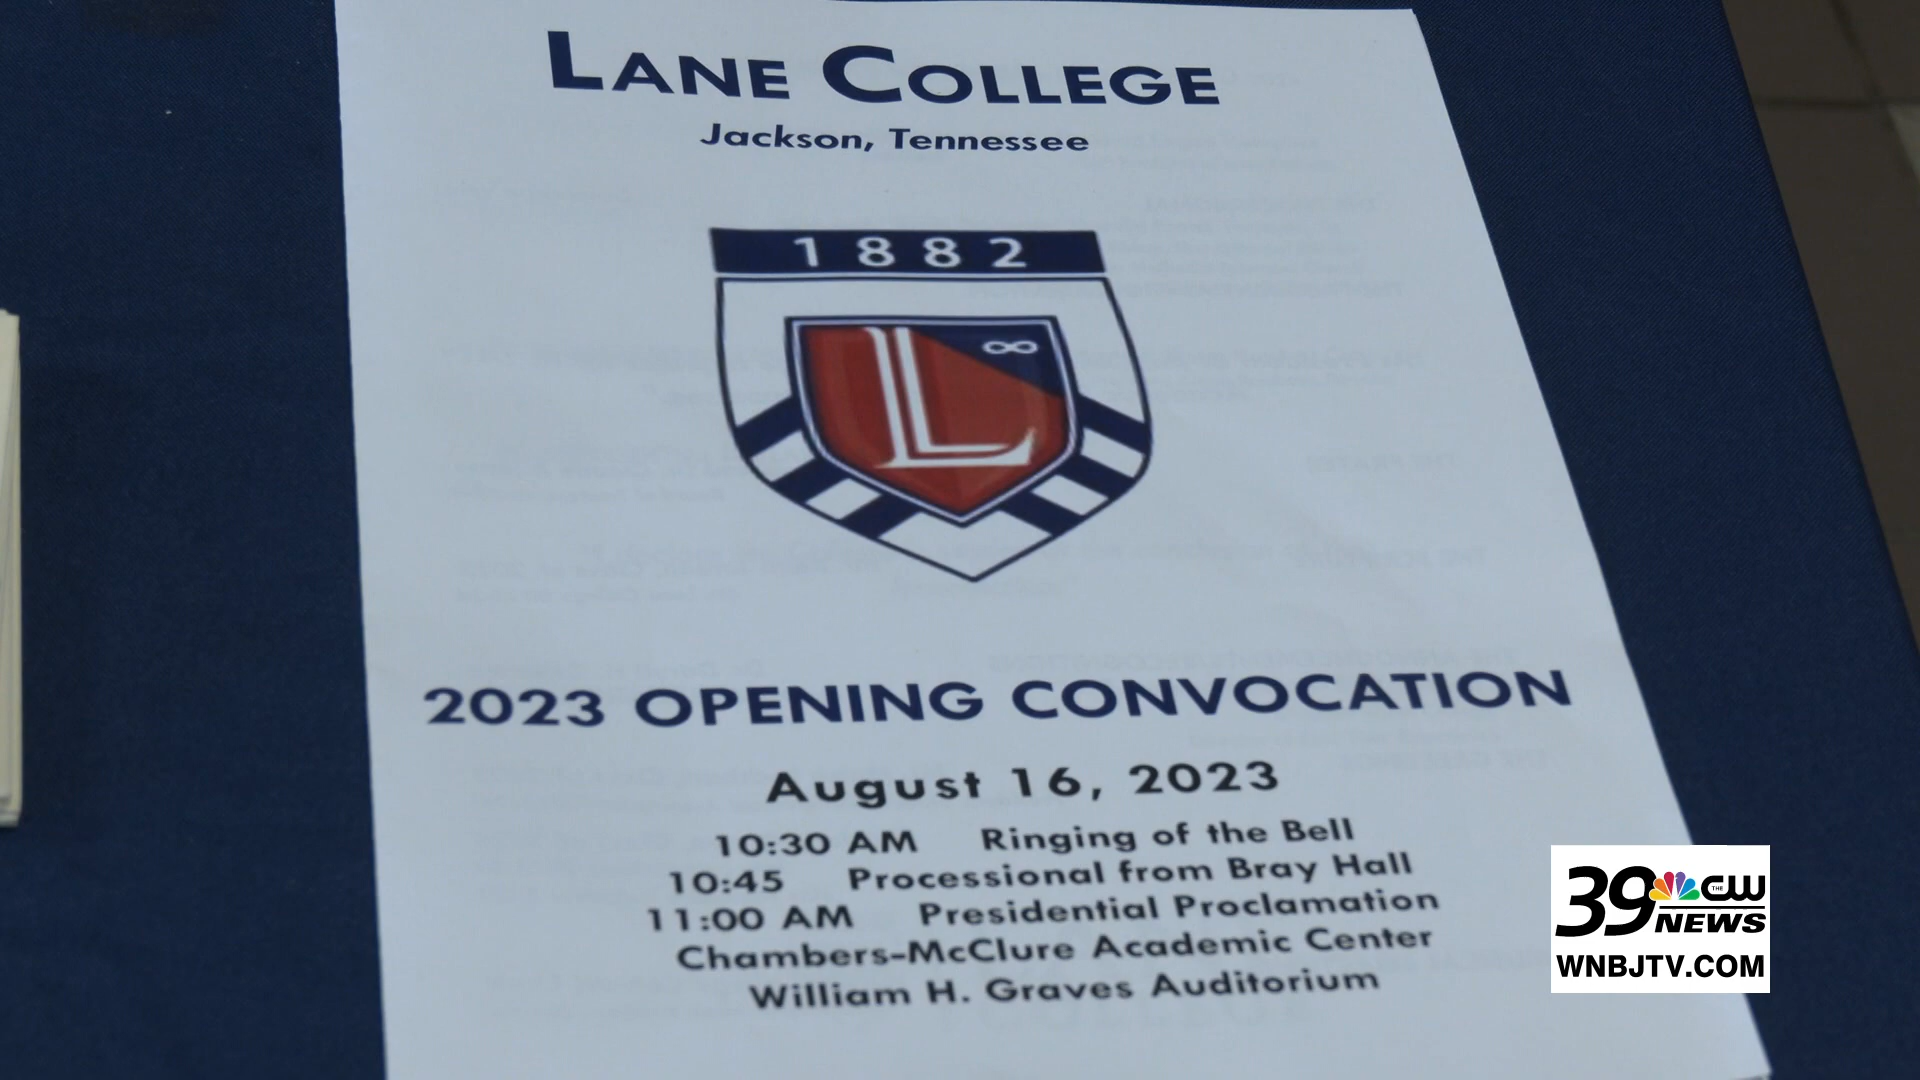 LANE COLLEGE
Jackson, Tennessee
1882
L
2023 OPENING CONVOCATION
August 16, 2023
10:30 AM Ringing of the Bell
10:45 Processional from Bray Hall
11:00 AM Presidential Proclamation
Chambers-McClure Academic Center
William H. Graves Auditorium
39 THE CW
NEWS
WNBJTV.COM